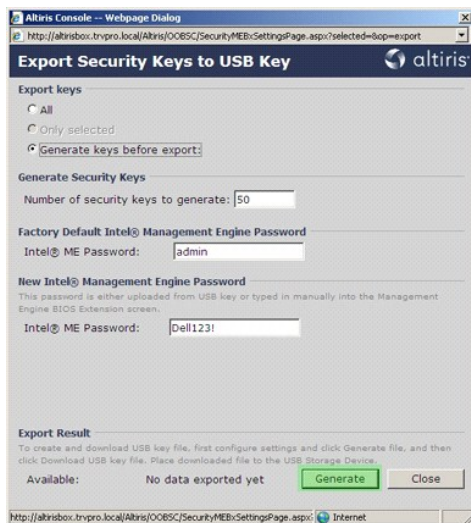 Altiris Console -- Webpage Dialog
http://altirisbox.trvpro.local/Altiris/OOBSC/SecurityMEBxSettingsPage.aspx?selected=&op=export
Export Security Keys to USB Key
altiris
Export keys
All
Only selected
Generate keys before export:
Generate Security Keys
Number of security keys to generate: 50
Factory Default Intel® Management Engine Password
Intel® ME Password: admin
New Intel® Management Engine Password
This password is either uploaded from USB key or typed in manually into the Management
Engine BIOS Extension screen.
Intel® ME Password: Dell123!
Export Result
To create and download USB key file, first configure settings and click Generate file, and then
click Download USB key file. Place downloaded file to the USB Storage Device.
Available: No data exported yet Generate Close
http://altirisbox.trvpro.local/Altiris/OOBSC/SecurityMEBxSettingsPage.aspx? Internet